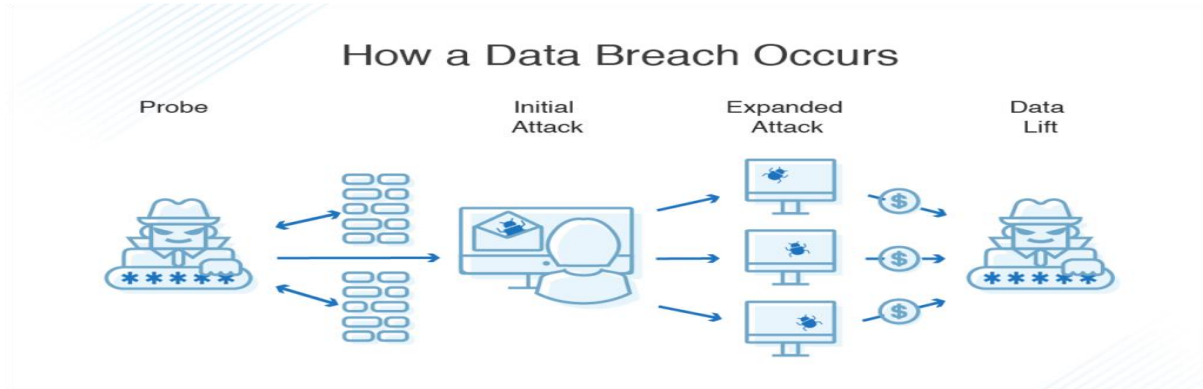 How a Data Breach Occurs
Probe
Initial
Attack
Expanded
Attack
Data
Lift
*****
$
$
$
*****